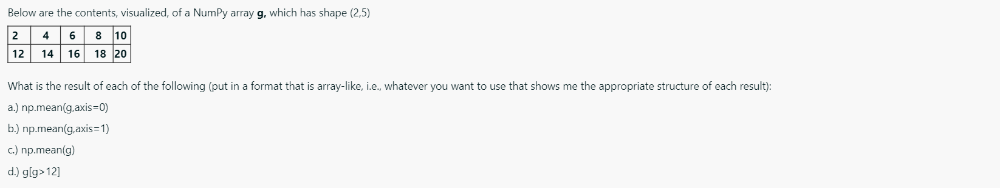 Below are the contents, visualized, of a NumPy array g, which has shape (2,5)
2 4 6 8 10
12 14 16 18 20
What is the result of each of the following (put in a format that is array-like, i.e., whatever you want to use that shows me the appropriate structure of each result):
a.) np.mean(g,axis=0)
b.) np.mean(g,axis=1)
c.) np.mean(g)
d.) g[g>12]